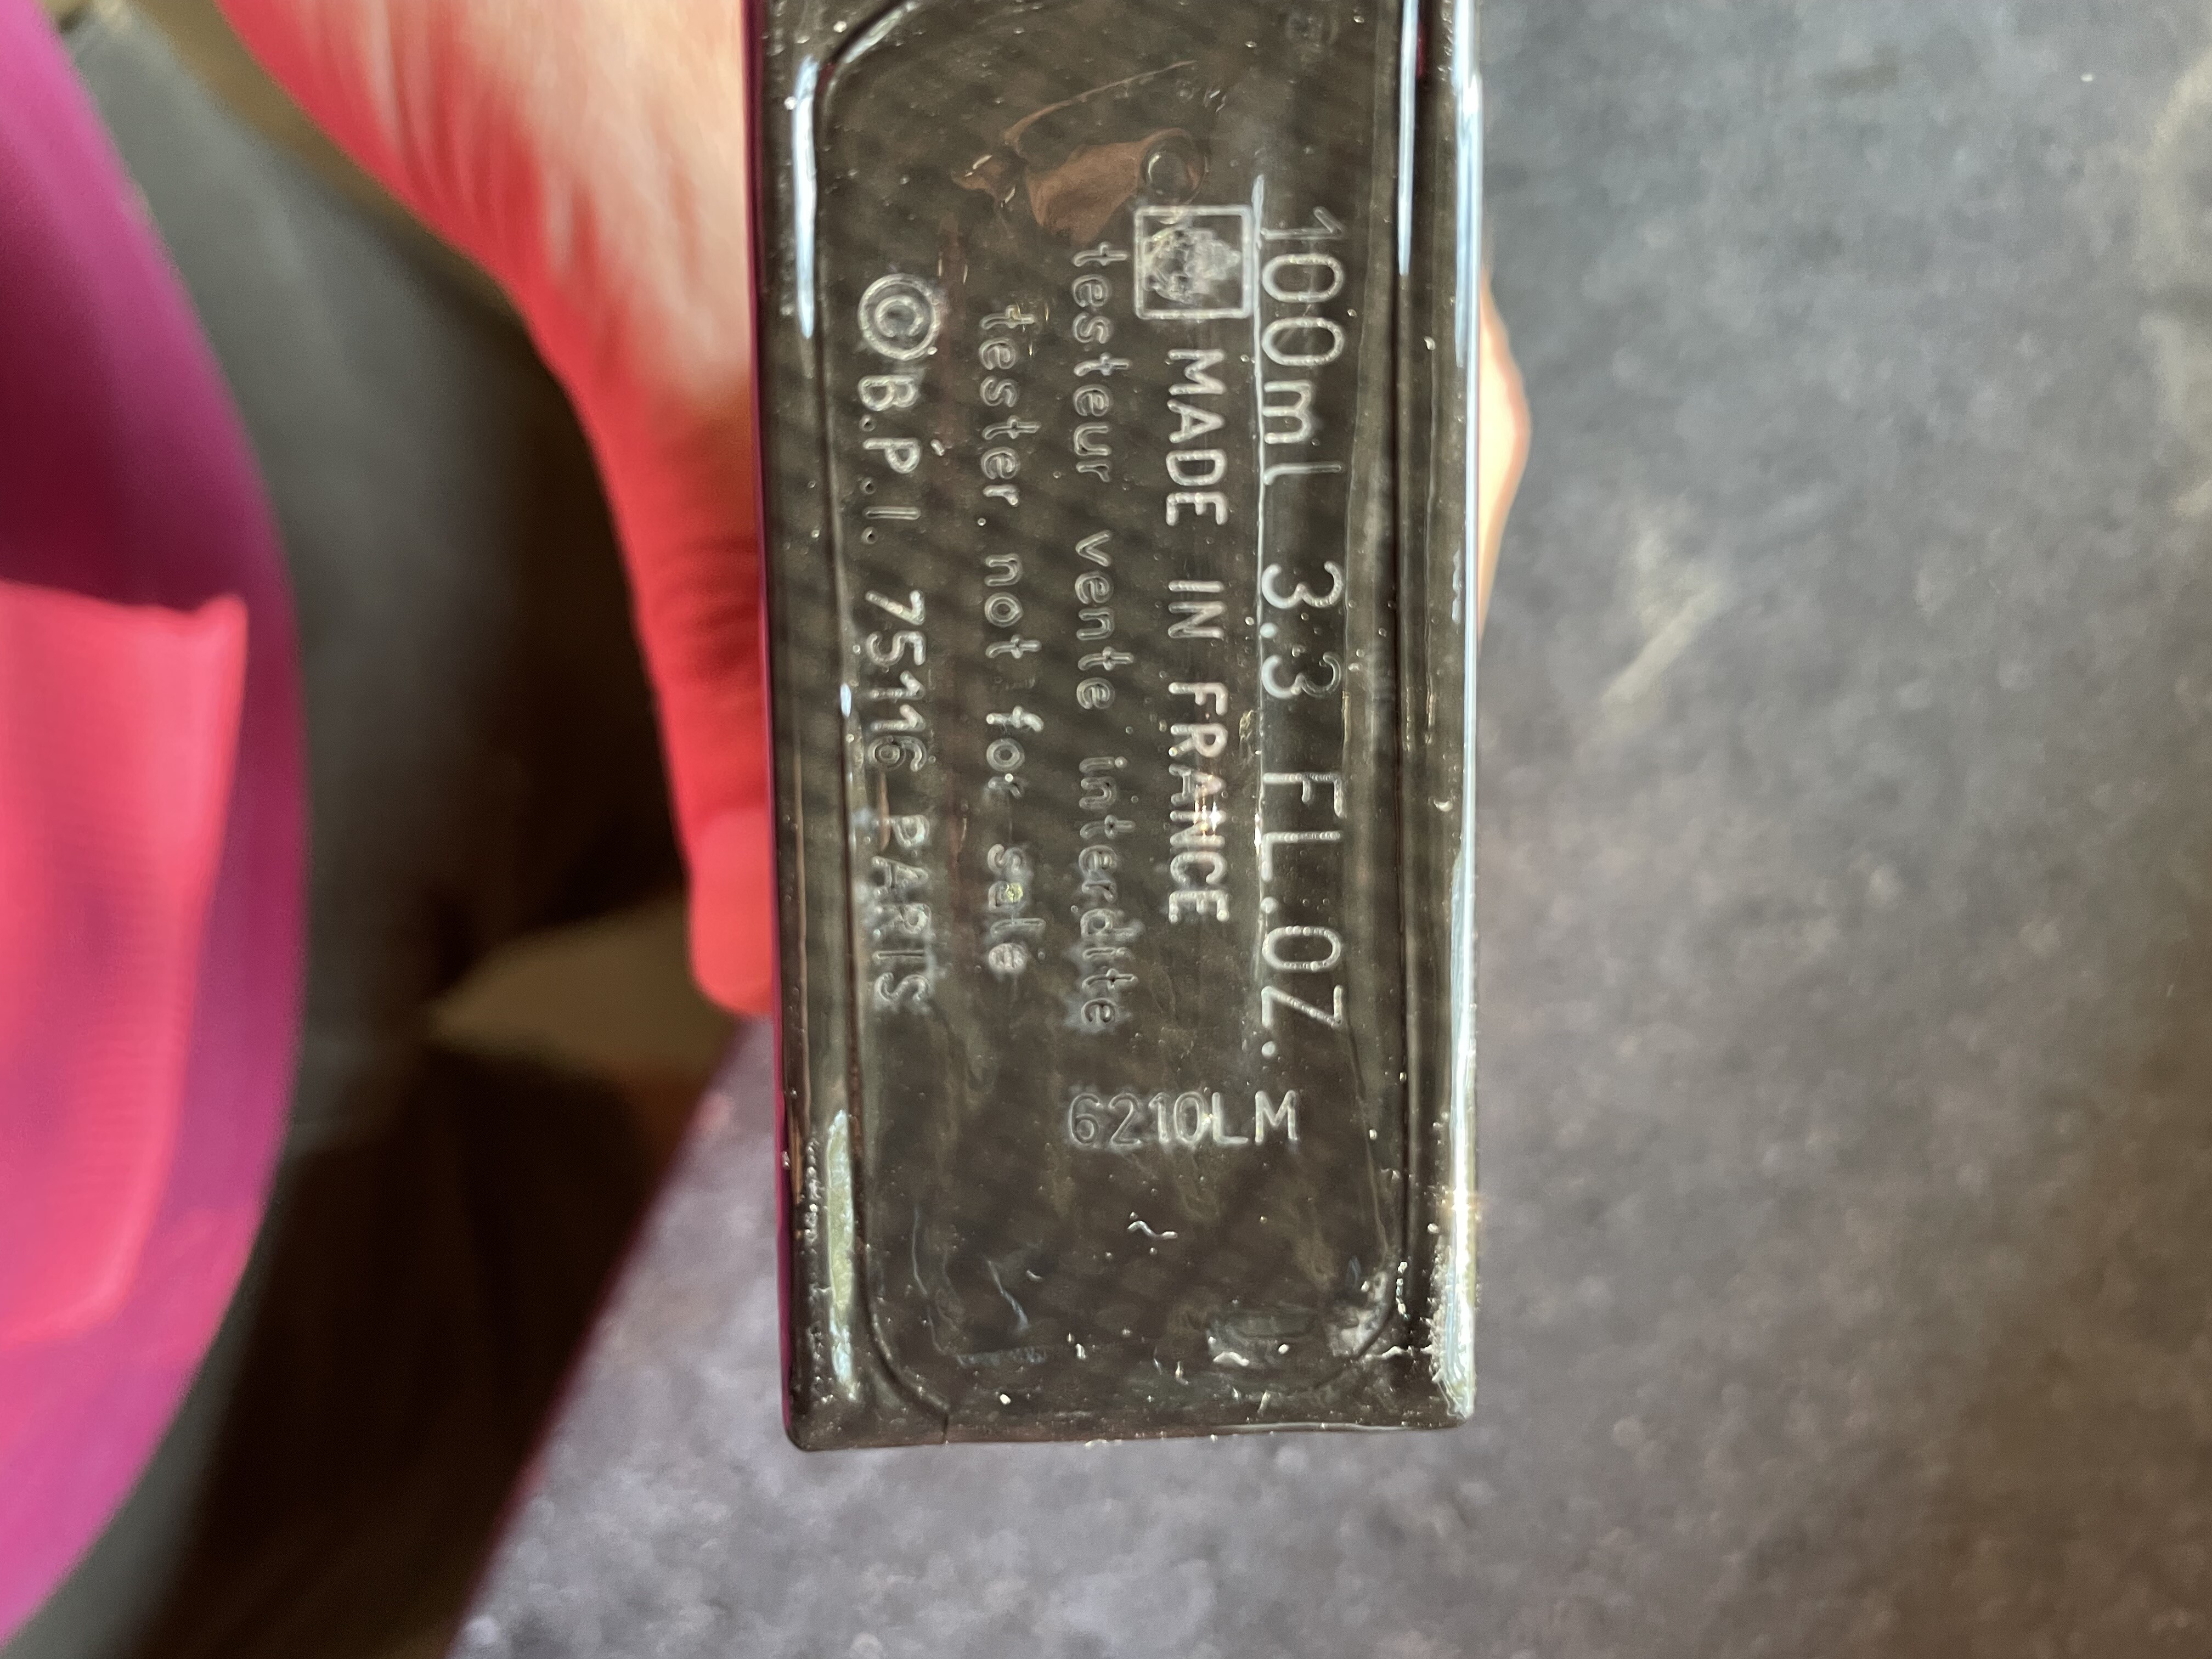 100ml 3.3 FL.OZ.
MADE IN FRANCE
testeur vente interdite
tester.not for sale
©B.P.I. 75116 PARIS
6210LM